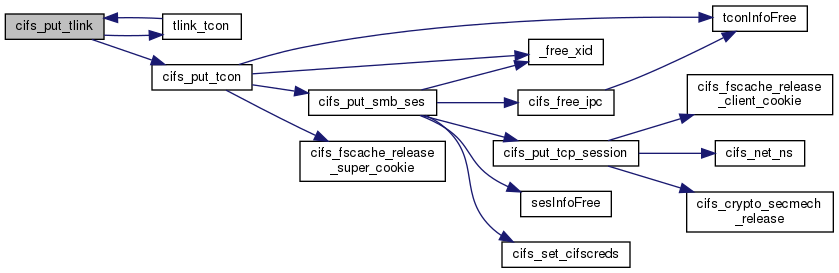 cifs_put_tlink
tlink_tcon
cifs_put_tcon
tconInfoFree
_free_xid
cifs_put_smb_ses
cifs_free_ipc
cifs_fscache_release
_client_cookie
cifs_fscache_release
_super_cookie
cifs_put_tcp_session
cifs_net_ns
sesInfoFree
cifs_crypto_secmech
_release
cifs_set_cifscreds